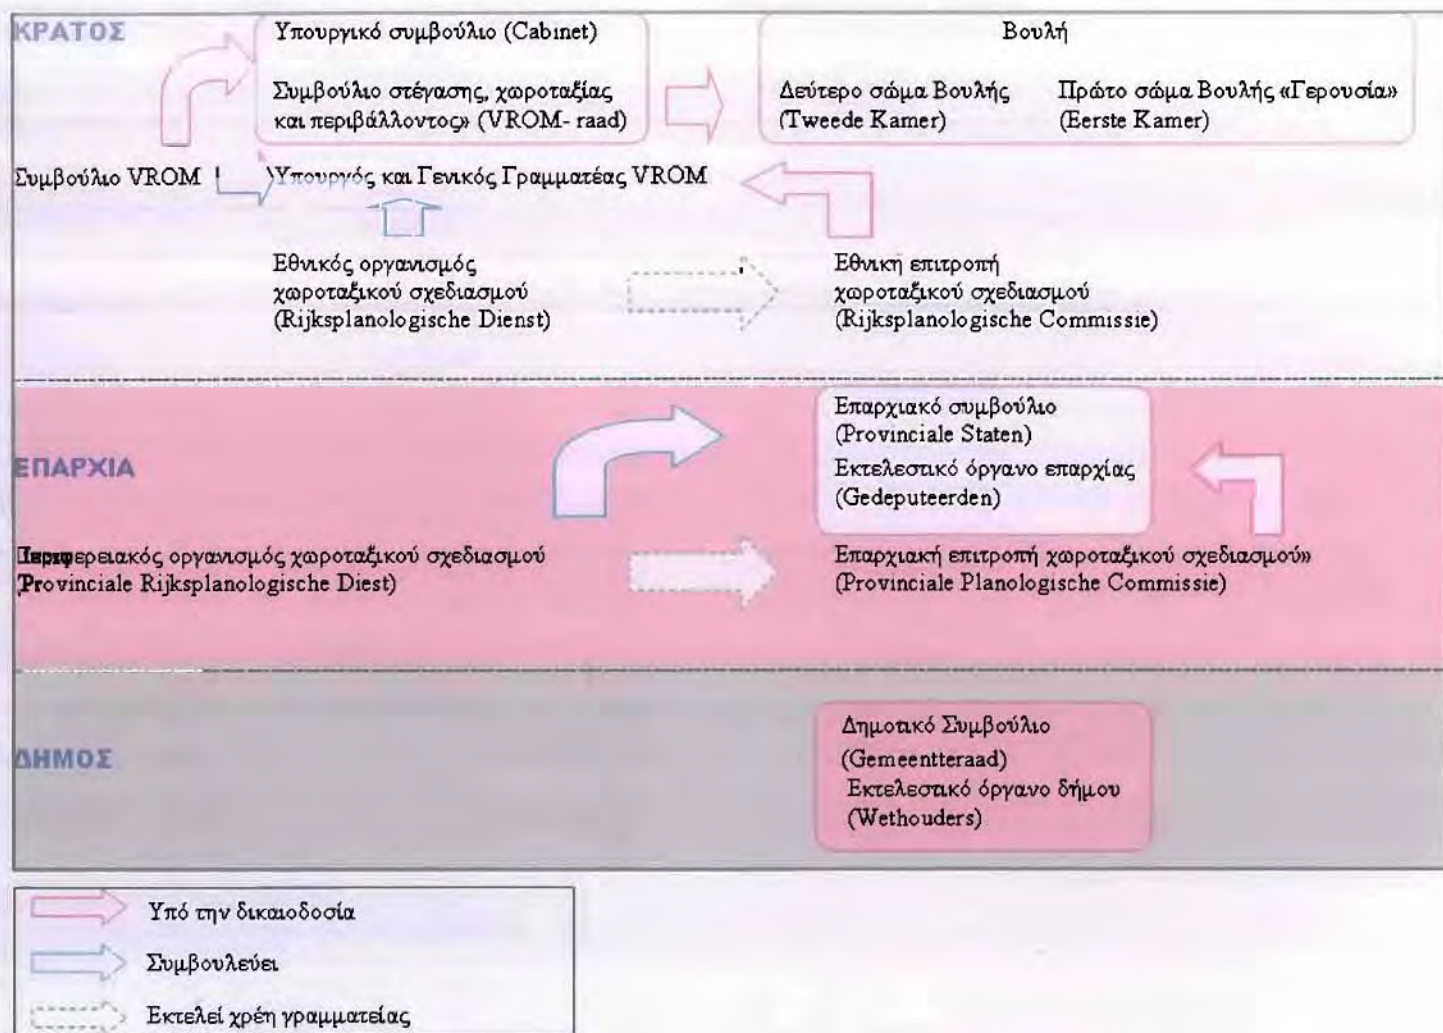 ΚΡΑΤΟΣ
Υπουργικό συμβούλιο (Cabinet)
Συμβούλιο στέγασης, χωροταξίας
και περιβάλλοντος» (VROM- raad)
Βουλή
Δεύτερο σώμα Βουλής
(Tweede Kamer)
Πρώτο σώμα Βουλής «Γερουσία»
(Eerste Kamer)
Συμβούλιο VROM
Υπουργός και Γενικός Γραμματέας VROM
Εθνικός οργανισμός
χωροταξικού σχεδιασμού
(Rijksplanologische Dienst)
Εθνική επιτροπή
χωροταξικού σχεδιασμού
(Rijksplanologische Commissie)
ΕΠΑΡΧΙΑ
Επαρχιακό συμβούλιο
(Provinciale Staten)
Εκτελεστικό όργανο επαρχίας
(Gedeputeerden)
Περιφερειακός οργανισμός χωροταξικού σχεδιασμού
(Provinciale Rijksplanologische Diest)
Επαρχιακή επιτροπή χωροταξικού σχεδιασμού»
(Provinciale Planologische Commissie)
ΔΗΜΟΣ
Δημοτικό Συμβούλιο
(Gemeentteraad)
Εκτελεστικό όργανο δήμου
(Wethouders)
Υπό την δικαιοδοσία
Συμβουλεύει
Εκτελεί χρέη γραμματείας